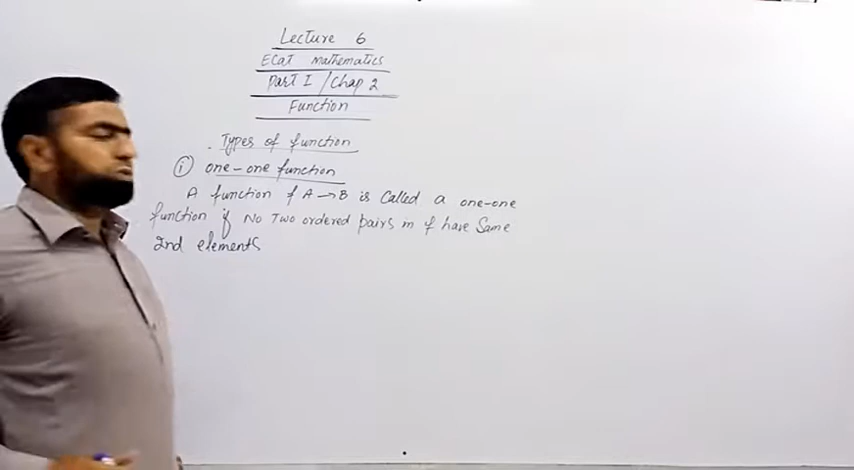 Lecture 6
ECat Mathematics
Part I / Chap 2
Function
Types of function
(i) one-one function
A function f A→B is Called a one-one
function if No Two ordered pairs in f have Same
2nd elements